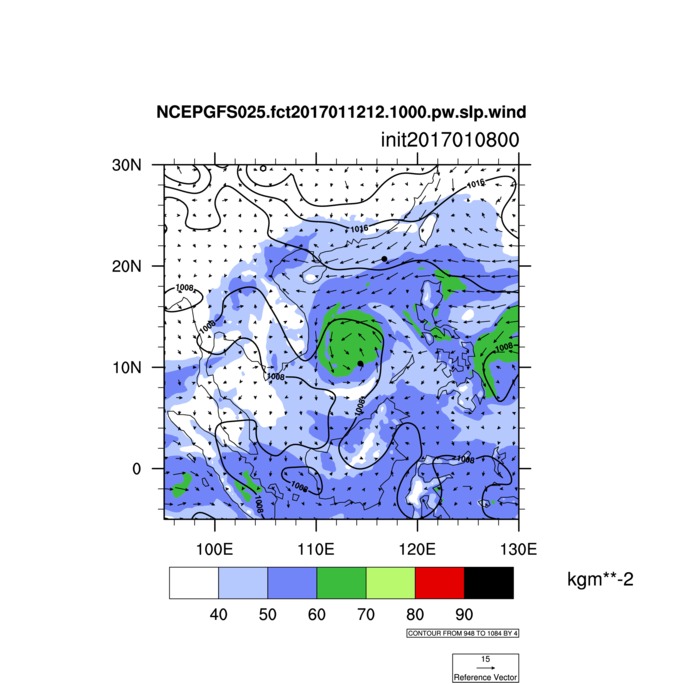 NCEPGFS025.fct2017011212.1000.pw.slp.wind
init2017010800
30N
1016
1016
20N
1008
1008
1008
10N
1008
1008
1008
0
1008
1008
100E
110E
120E
130E
kgm**-2
40
50
60
70
80
90
CONTOUR FROM 948 TO 1084 BY 4
15
Reference Vector